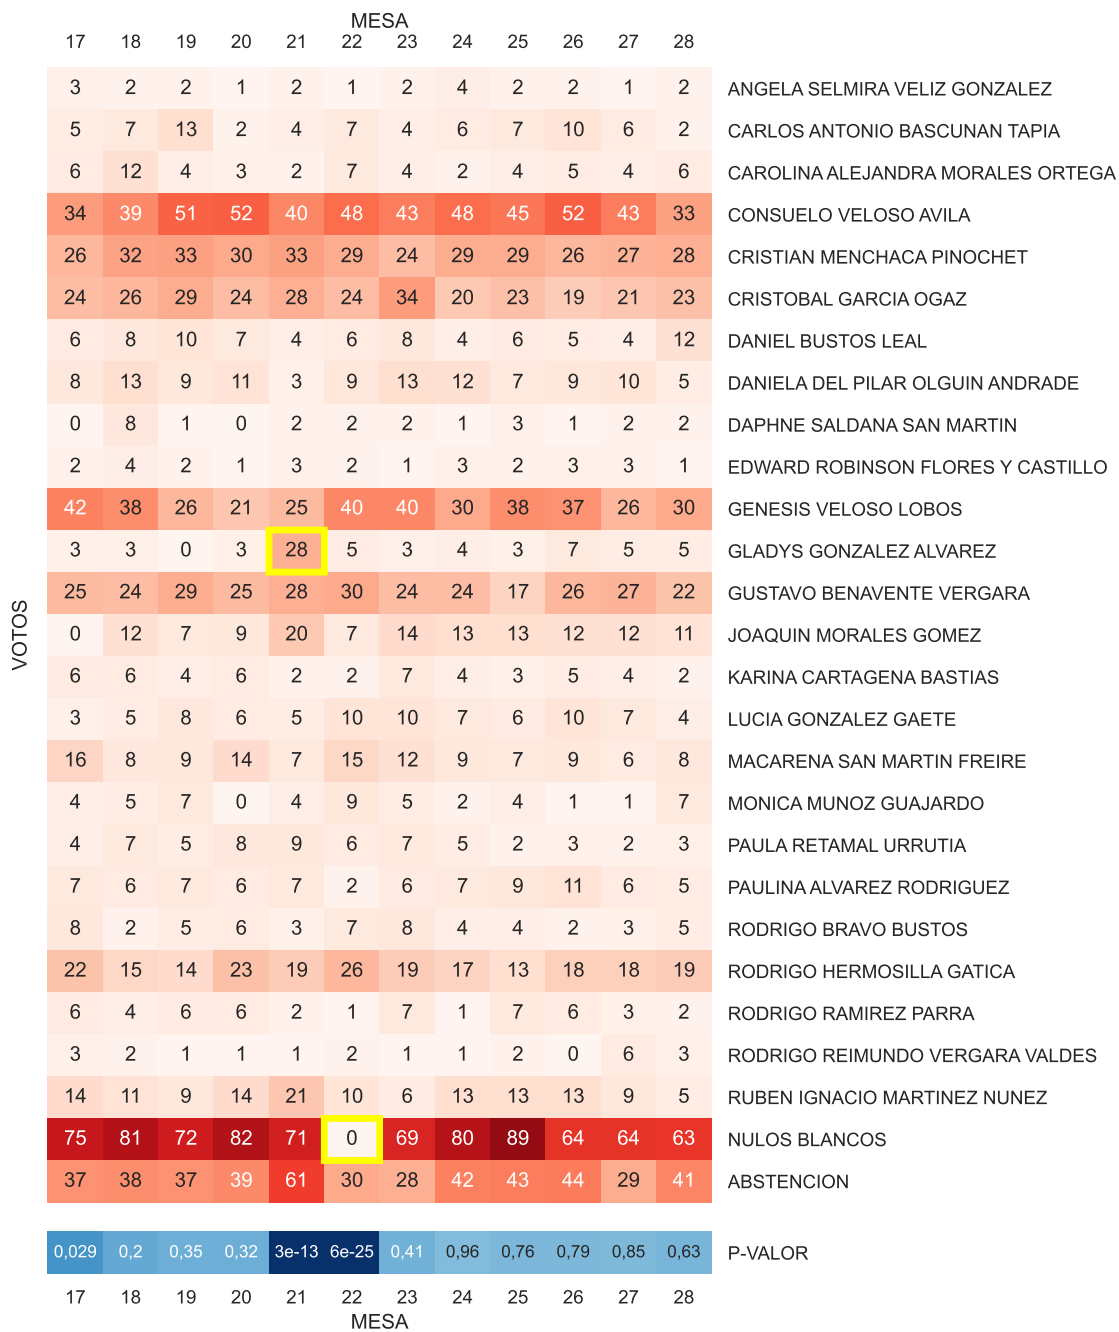 MESA
17 18 19 20 21 22 23 24 25 26 27 28
3 2 2 1 2 1 2 4 2 2 1 2 ANGELA SELMIRA VELIZ GONZALEZ
5 7 13 2 4 7 4 6 7 10 6 2 CARLOS ANTONIO BASCUNAN TAPIA
6 12 4 3 2 7 4 2 4 5 4 6 CAROLINA ALEJANDRA MORALES ORTEGA
34 39 51 52 40 48 43 48 45 52 43 33 CONSUELO VELOSO AVILA
26 32 33 30 33 29 24 29 29 26 27 28 CRISTIAN MENCHACA PINOCHET
24 26 29 24 28 24 34 20 23 19 21 23 CRISTOBAL GARCIA OGAZ
6 8 10 7 4 6 8 4 6 5 4 12 DANIEL BUSTOS LEAL
8 13 9 11 3 9 13 12 7 9 10 5 DANIELA DEL PILAR OLGUIN ANDRADE
0 8 1 0 2 2 2 1 3 1 2 2 DAPHNE SALDANA SAN MARTIN
2 4 2 1 3 2 1 3 2 3 3 1 EDWARD ROBINSON FLORES Y CASTILLO
42 38 26 21 25 40 40 30 38 37 26 30 GENESIS VELOSO LOBOS
3 3 0 3 28 5 3 4 3 7 5 5 GLADYS GONZALEZ ALVAREZ
25 24 29 25 28 30 24 24 17 26 27 22 GUSTAVO BENAVENTE VERGARA
0 12 7 9 20 7 14 13 13 12 12 11 JOAQUIN MORALES GOMEZ
VOTOS
6 6 4 6 2 2 7 4 3 5 4 2 KARINA CARTAGENA BASTIAS
3 5 8 6 5 10 10 7 6 10 7 4 LUCIA GONZALEZ GAETE
16 8 9 14 7 15 12 9 7 9 6 8 MACARENA SAN MARTIN FREIRE
4 5 7 0 4 9 5 2 4 1 1 7 MONICA MUNOZ GUAJARDO
4 7 5 8 9 6 7 5 2 3 2 3 PAULA RETAMAL URRUTIA
7 6 7 6 7 2 6 7 9 11 6 5 PAULINA ALVAREZ RODRIGUEZ
8 2 5 6 3 7 8 4 4 2 3 5 RODRIGO BRAVO BUSTOS
22 15 14 23 19 26 19 17 13 18 18 19 RODRIGO HERMOSILLA GATICA
6 4 6 6 2 1 7 1 7 6 3 2 RODRIGO RAMIREZ PARRA
3 2 1 1 1 2 1 1 2 0 6 3 RODRIGO REIMUNDO VERGARA VALDES
14 11 9 14 21 10 6 13 13 13 9 5 RUBEN IGNACIO MARTINEZ NUNEZ
75 81 72 82 71 0 69 80 89 64 64 63 NULOS BLANCOS
37 38 37 39 61 30 28 42 43 44 29 41 ABSTENCION
0,029 0,2 0,35 0,32 3e-13 6e-25 0,41 0,96 0,76 0,79 0,85 0,63 P-VALOR
17 18 19 20 21 22 23 24 25 26 27 28
MESA